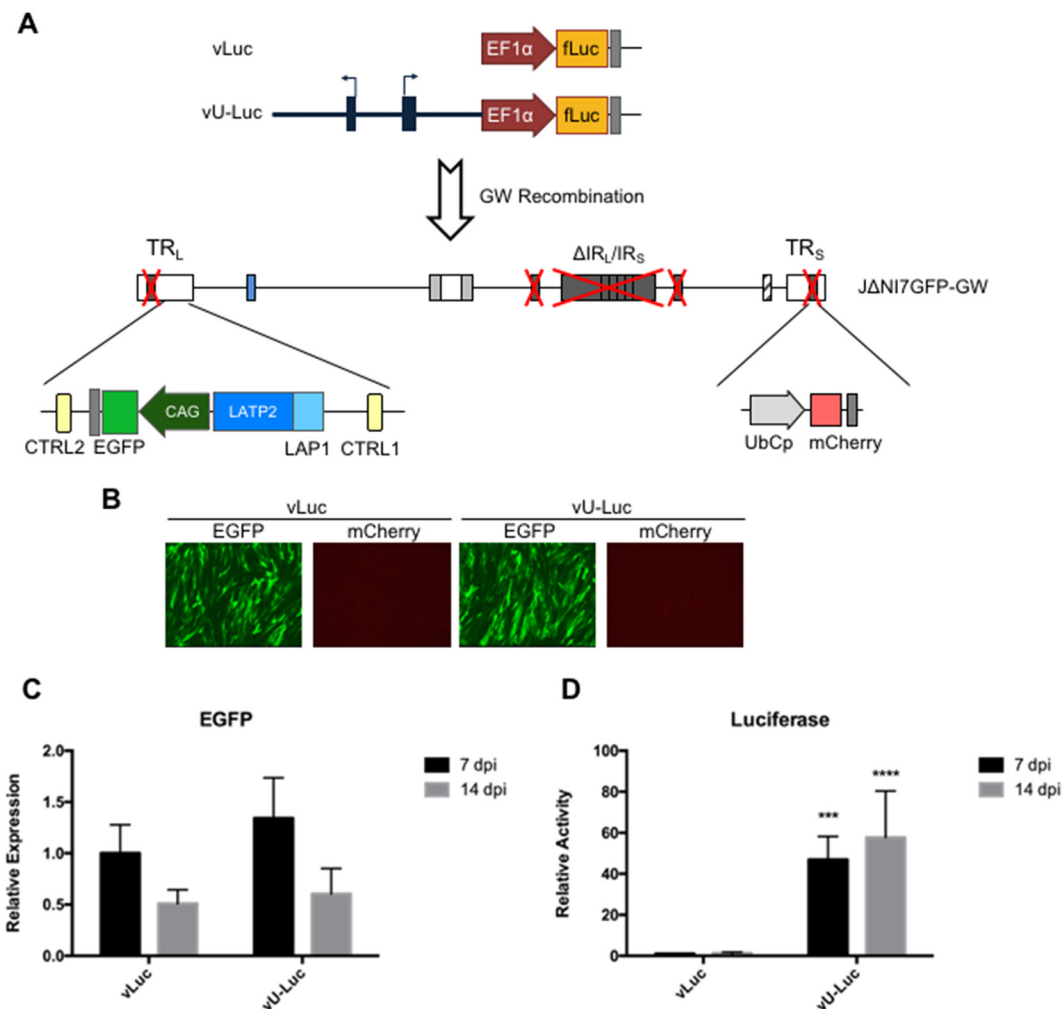 A
vLuc
EF1α
fLuc
vU-Luc
EF1α
fLuc
GW Recombination
TRL
ΔIRL/IRS
TRS
JΔNI7GFP-GW
CAG
LATP2
CTRL2
EGFP
LAP1
CTRL1
UbCp
mCherry
B
vLuc
vU-Luc
EGFP
mCherry
EGFP
mCherry
C
EGFP
Relative Expression
2.0
1.5
1.0
0.5
0.0
vLuc
vU-Luc
7 dpi
14 dpi
D
Luciferase
Relative Activity
100
80
60
40
20
0
***
****
vLuc
vU-Luc
7 dpi
14 dpi